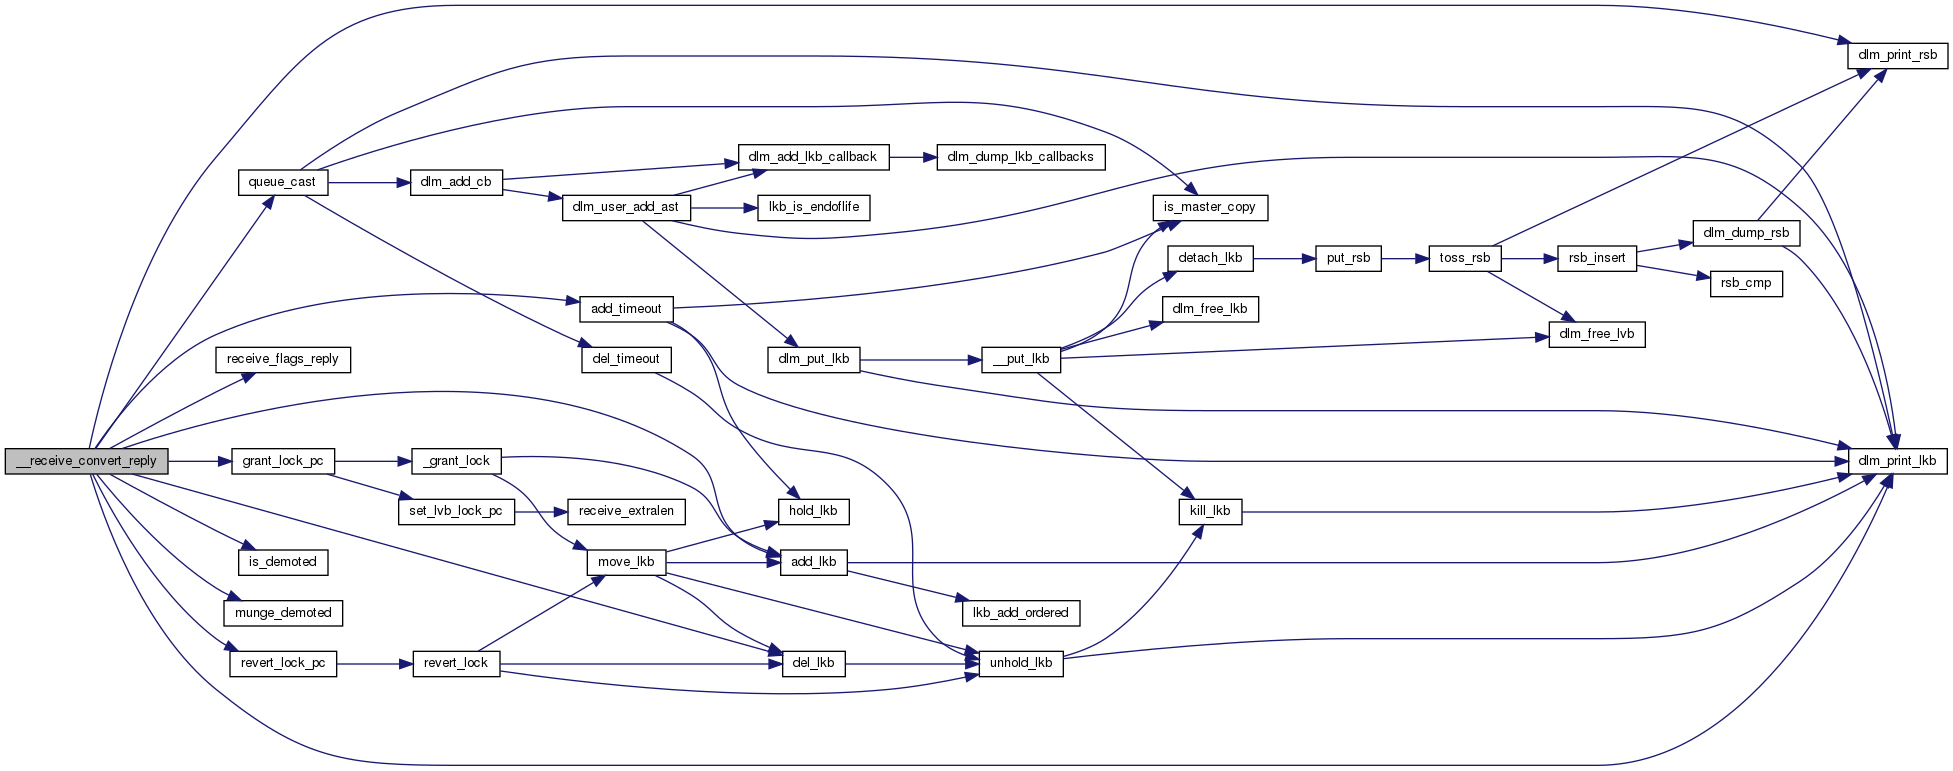 dlm_print_rsb
dlm_add_lkb_callback
dlm_dump_lkb_callbacks
queue_cast
dlm_add_cb
dlm_user_add_ast
lkb_is_endoflife
is_master_copy
dlm_dump_rsb
detach_lkb
put_rsb
toss_rsb
rsb_insert
rsb_cmp
add_timeout
dlm_free_lkb
dlm_free_lvb
receive_flags_reply
del_timeout
dlm_put_lkb
__put_lkb
__receive_convert_reply
grant_lock_pc
_grant_lock
dlm_print_lkb
set_lvb_lock_pc
receive_extralen
hold_lkb
kill_lkb
is_demoted
move_lkb
add_lkb
munge_demoted
lkb_add_ordered
revert_lock_pc
revert_lock
del_lkb
unhold_lkb